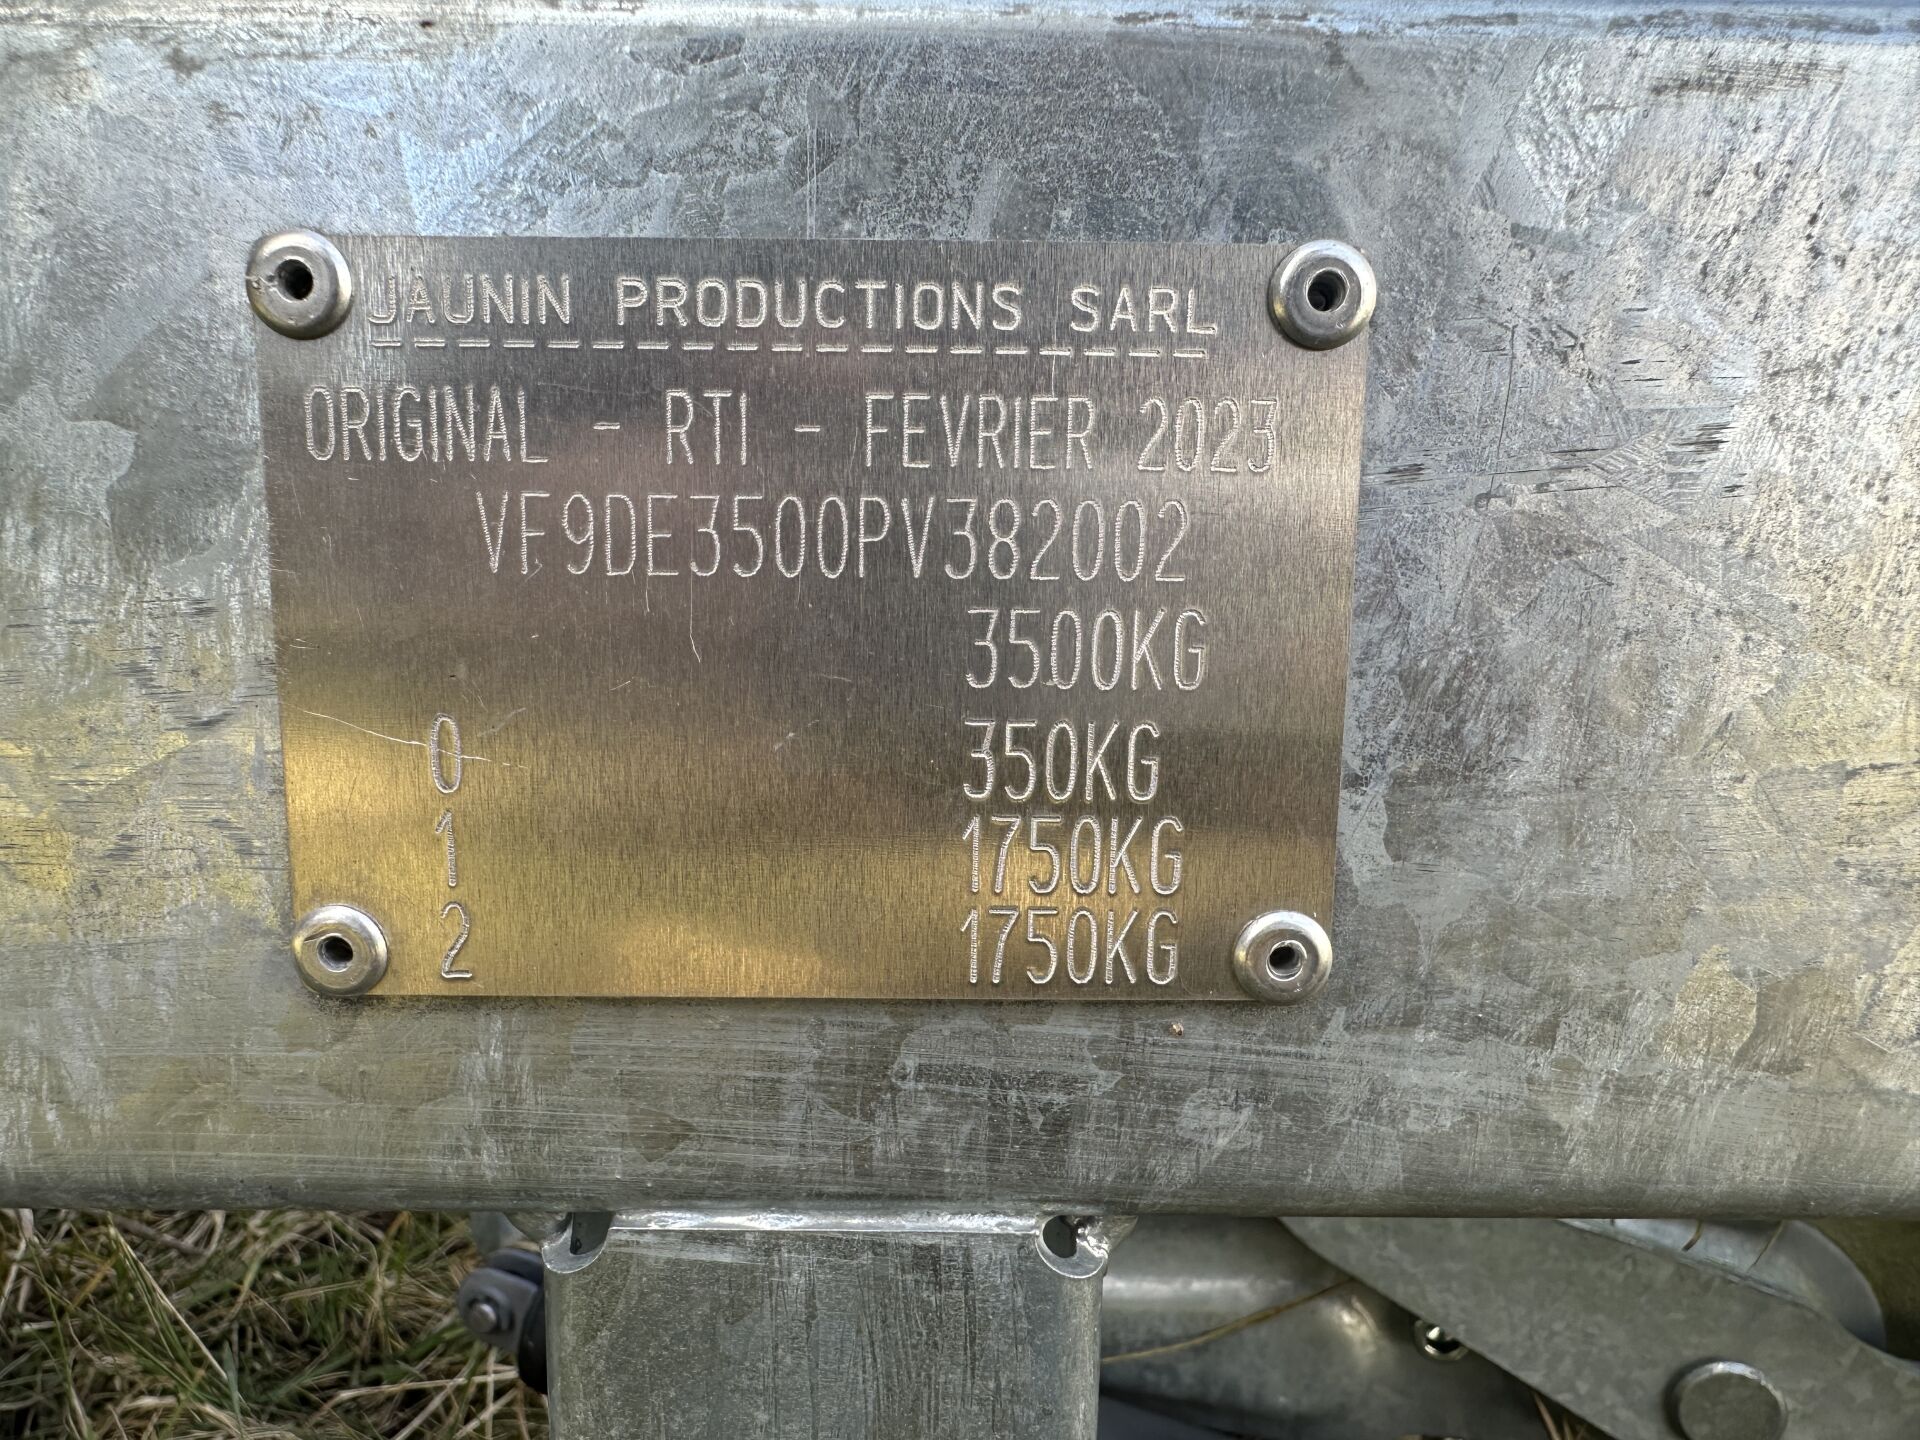 JAUNIN PRODUCTIONS SARL
ORIGINAL - RTI - FEVRIER 2023
VF9DE3500PV382002
3500KG
0 350KG
1 1750KG
2 1750KG